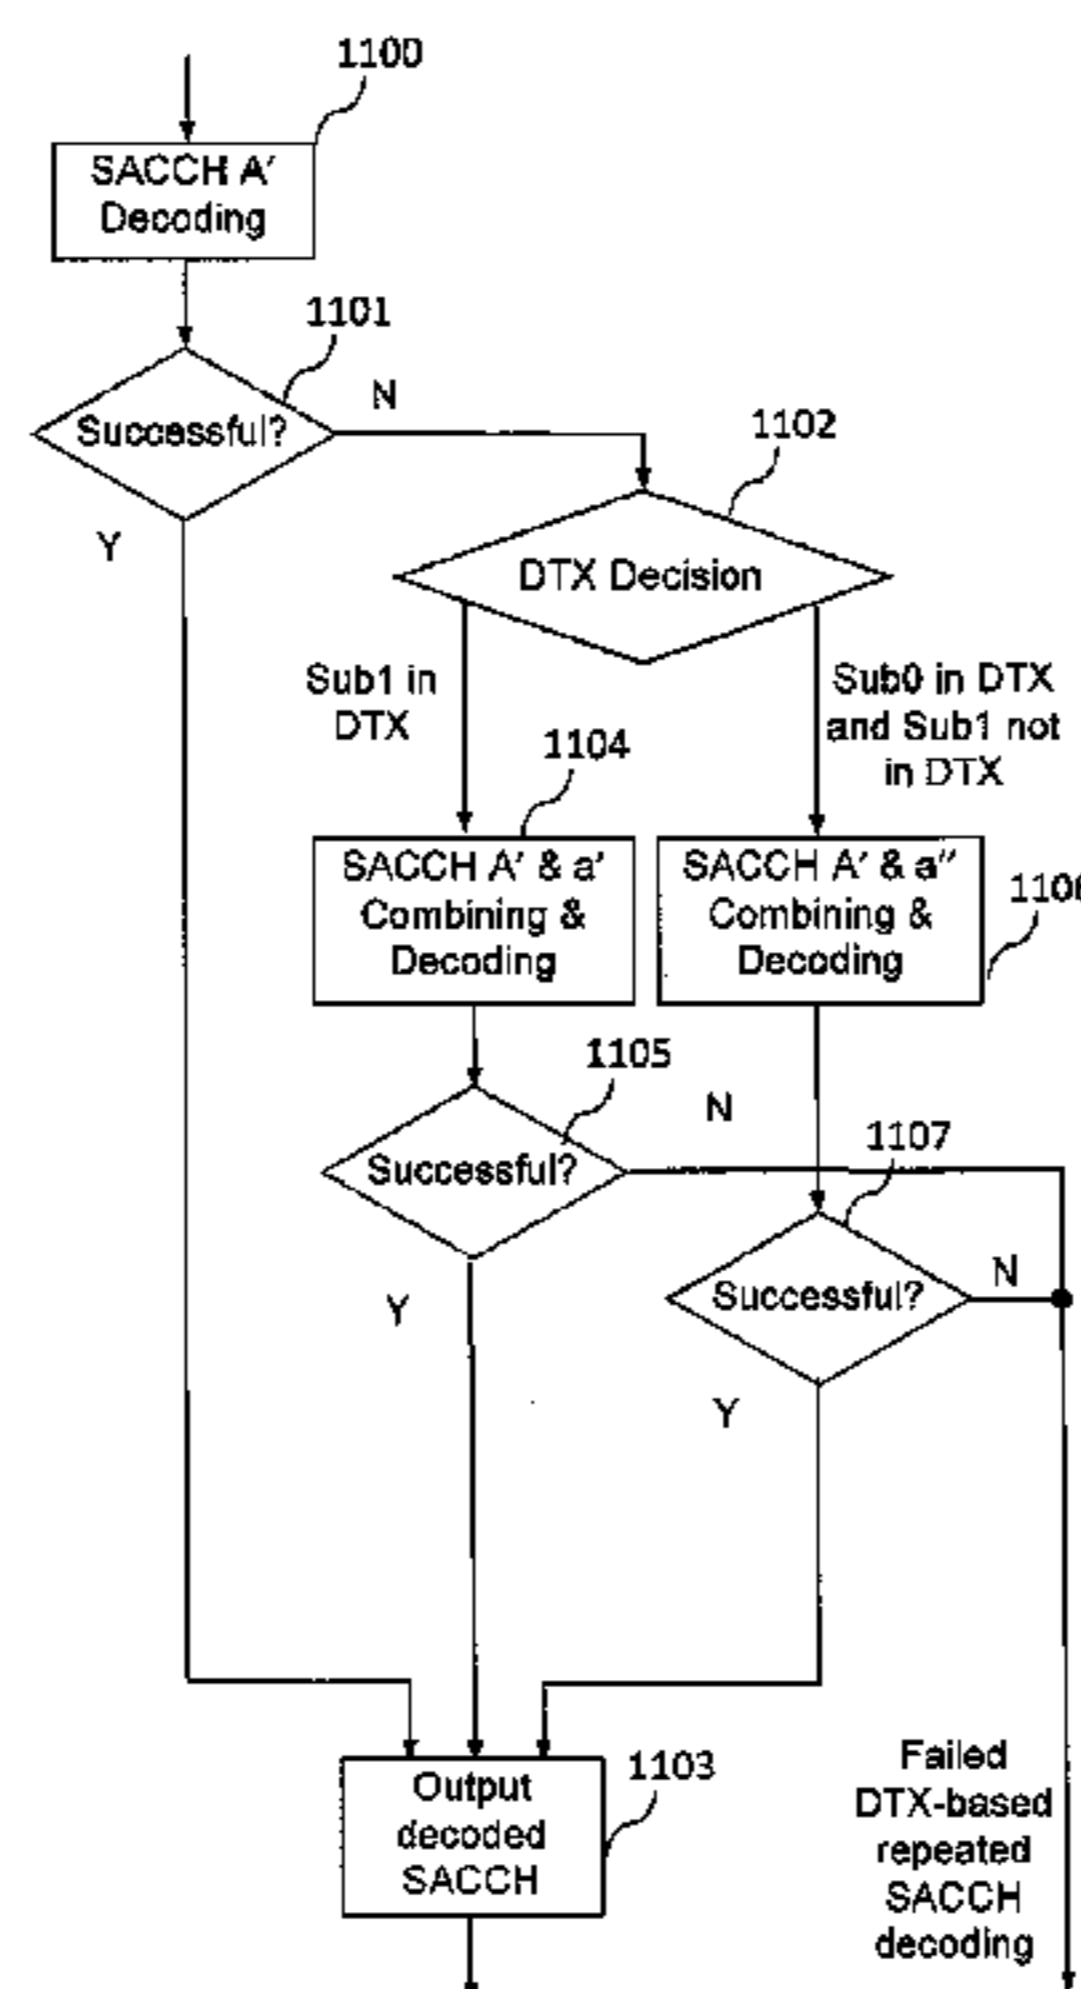 1100
SACCH A′
Decoding
1101
Successful?
N
Y
1102
DTX Decision
Sub1 in
DTX
Sub0 in DTX
and Sub1 not
in DTX
1104
SACCH A′ & a′
Combining &
Decoding
SACCH A′ & a′′
Combining &
Decoding
1106
1105
Successful?
N
Y
1107
Successful?
N
Y
Output
decoded
SACCH
1103
Failed
DTX-based
repeated
SACCH
decoding